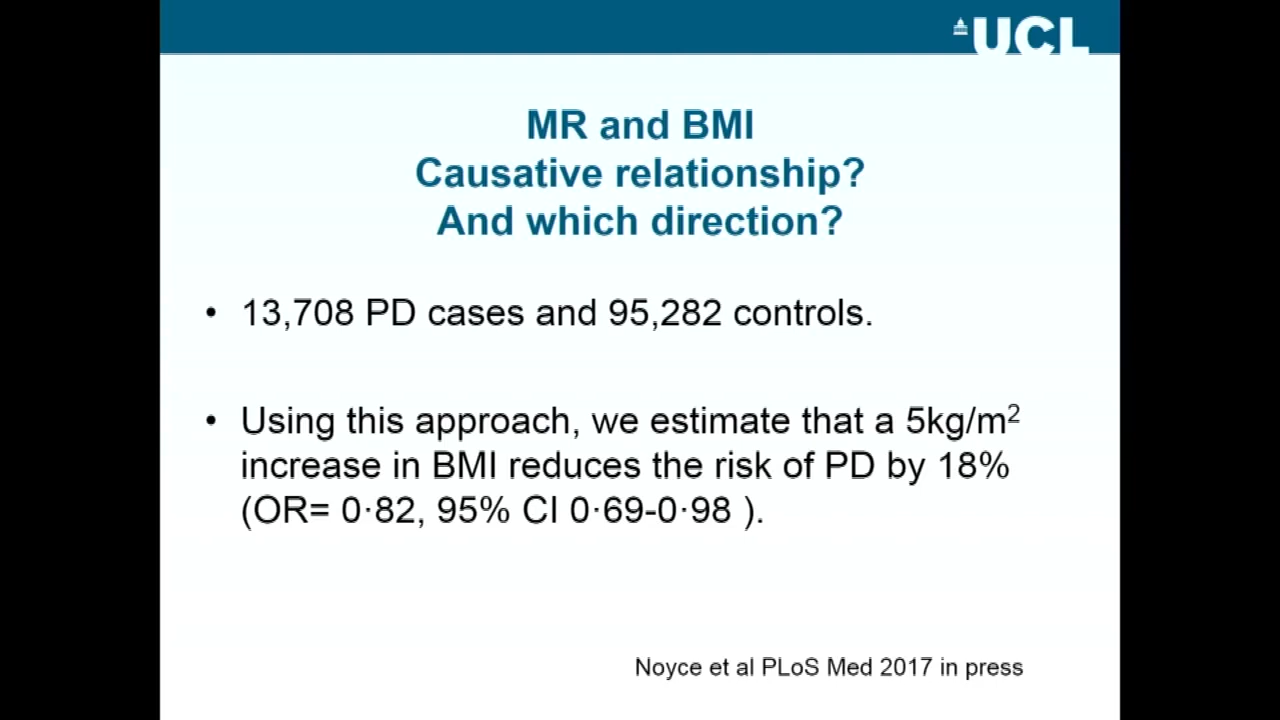 UCL
MR and BMI
Causative relationship?
And which direction?
• 13,708 PD cases and 95,282 controls.
• Using this approach, we estimate that a 5kg/m²
increase in BMI reduces the risk of PD by 18%
(OR= 0·82, 95% CI 0·69-0·98 ).
Noyce et al PLoS Med 2017 in press